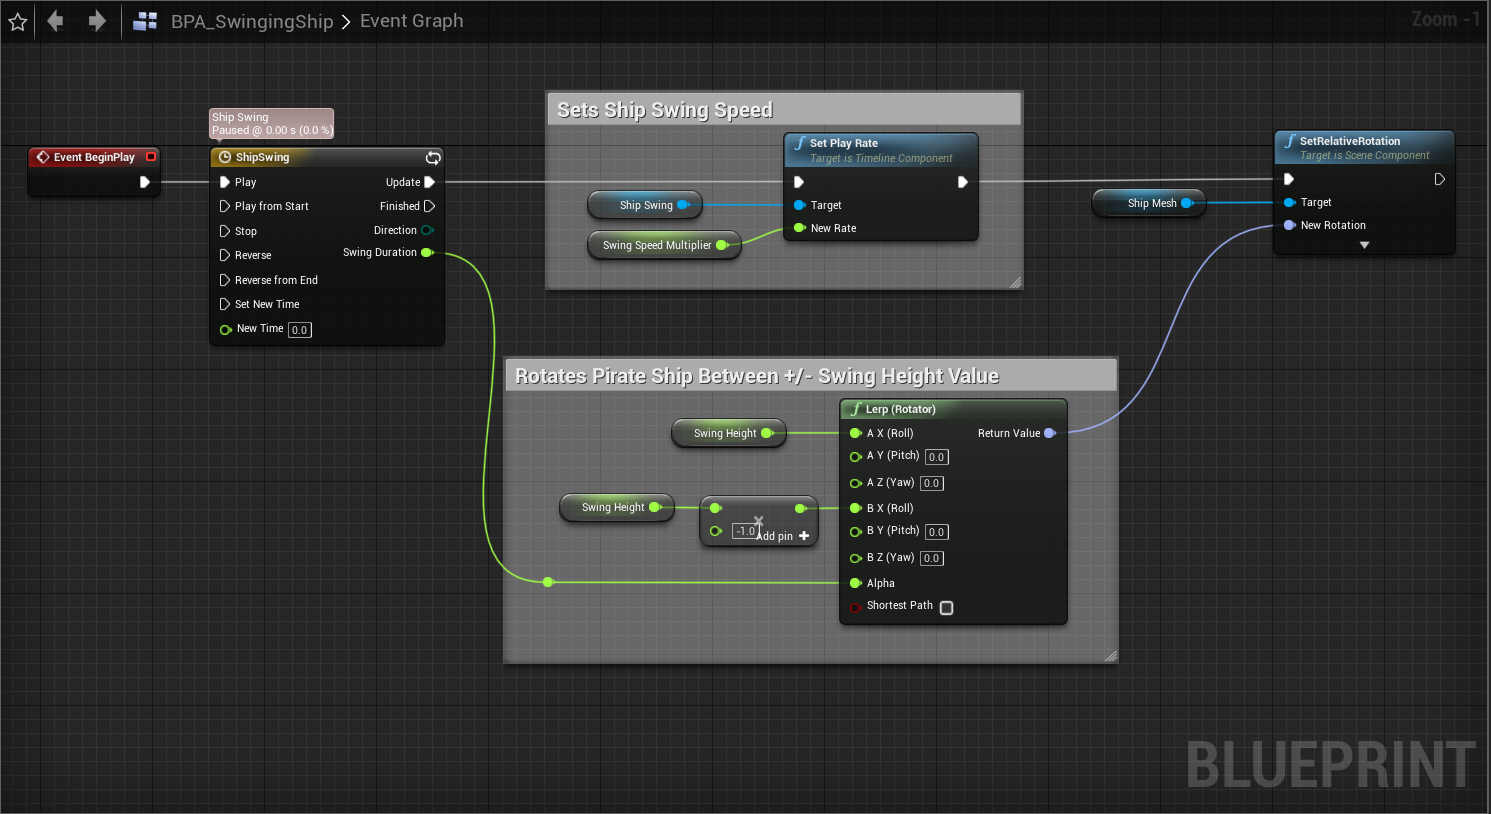 BPA_SwingingShip > Event Graph
Zoom -1
Ship Swing
Paused @ 0.00 s (0.0 %)
Event BeginPlay
ShipSwing
Play
Update
Play from Start
Finished
Stop
Direction
Reverse
Swing Duration
Reverse from End
Set New Time
New Time 0.0
Sets Ship Swing Speed
Ship Swing
Swing Speed Multiplier
Set Play Rate
Target is Timeline Component
Target
New Rate
Ship Mesh
SetRelativeRotation
Target is Scene Component
Target
New Rotation
Rotates Pirate Ship Between +/- Swing Height Value
Swing Height
Swing Height
-1.0
Add pin
Lerp (Rotator)
A X (Roll)
Return Value
A Y (Pitch) 0.0
A Z (Yaw) 0.0
B X (Roll)
B Y (Pitch) 0.0
B Z (Yaw) 0.0
Alpha
Shortest Path
BLUEPRINT